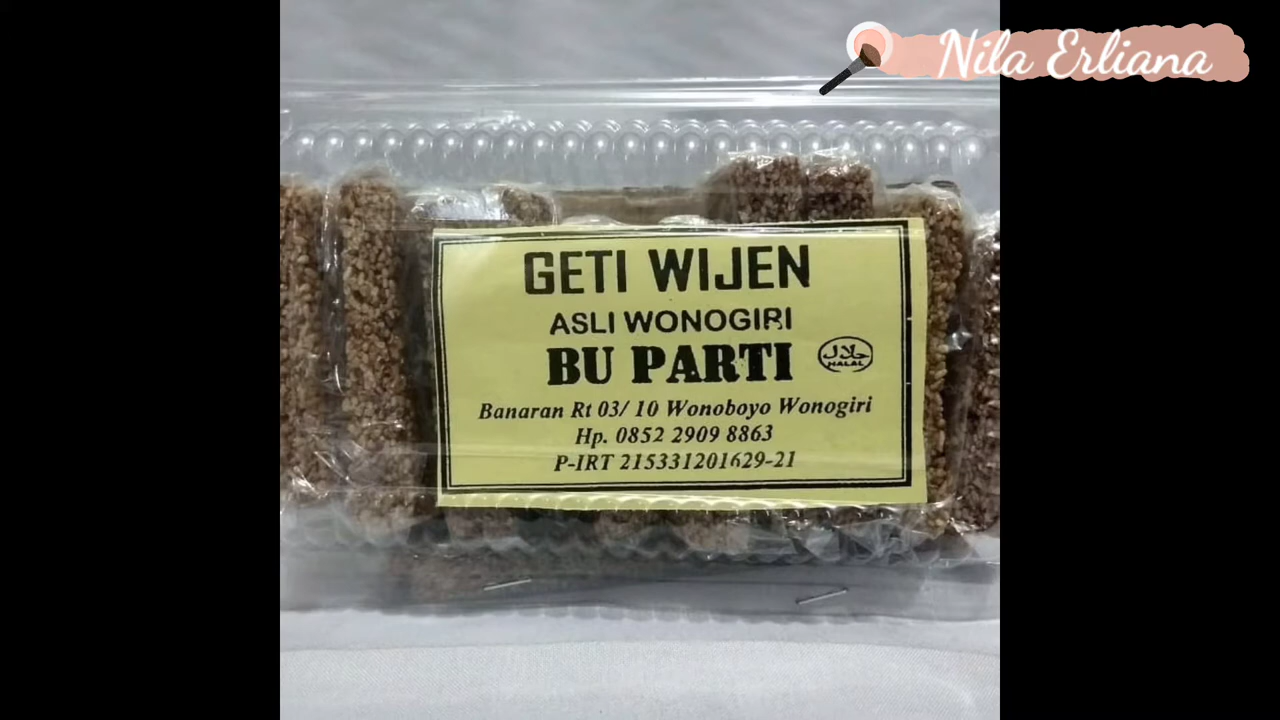 Nila Erliana
GETI WIJEN
ASLI WONOGIRI
BU PARTI
حلال
HALAL
Banaran Rt 03/ 10 Wonoboyo Wonogiri
Hp. 0852 2909 8863
P-IRT 215331201629-21